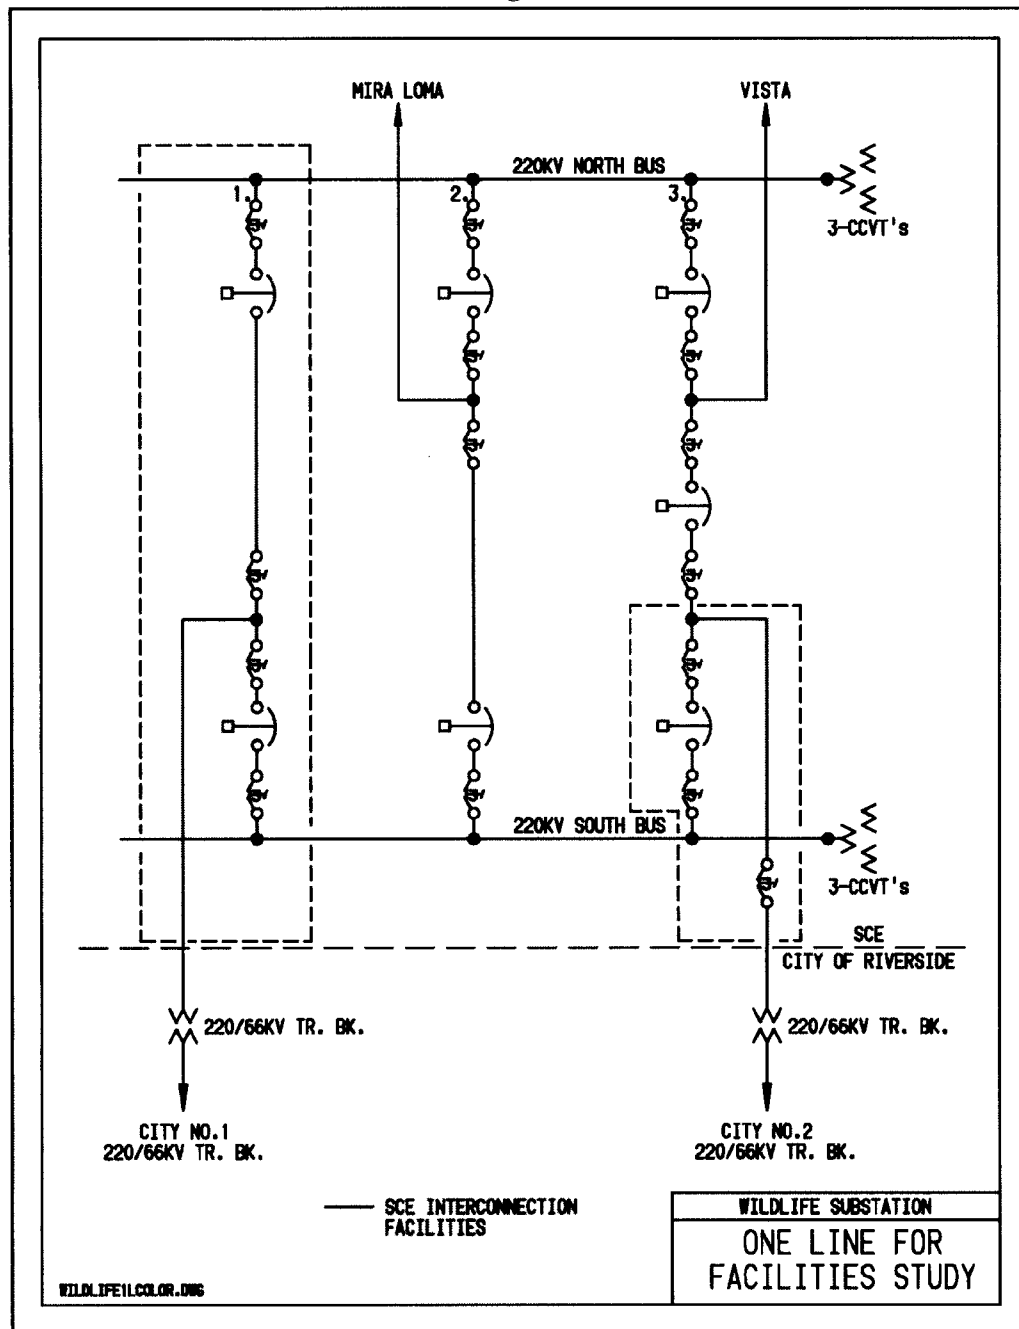 MIRA LOMA
VISTA
220KV NORTH BUS
1.
2.
3.
3-CCVT's
220KV SOUTH BUS
3-CCVT's
SCE
CITY OF RIVERSIDE
220/66KV TR. BK.
220/66KV TR. BK.
CITY NO.1
220/66KV TR. BK.
CITY NO.2
220/66KV TR. BK.
SCE INTERCONNECTION
FACILITIES
WILDLIFE SUBSTATION
ONE LINE FOR
FACILITIES STUDY
WILDLIFE1LCOLOR.DWG